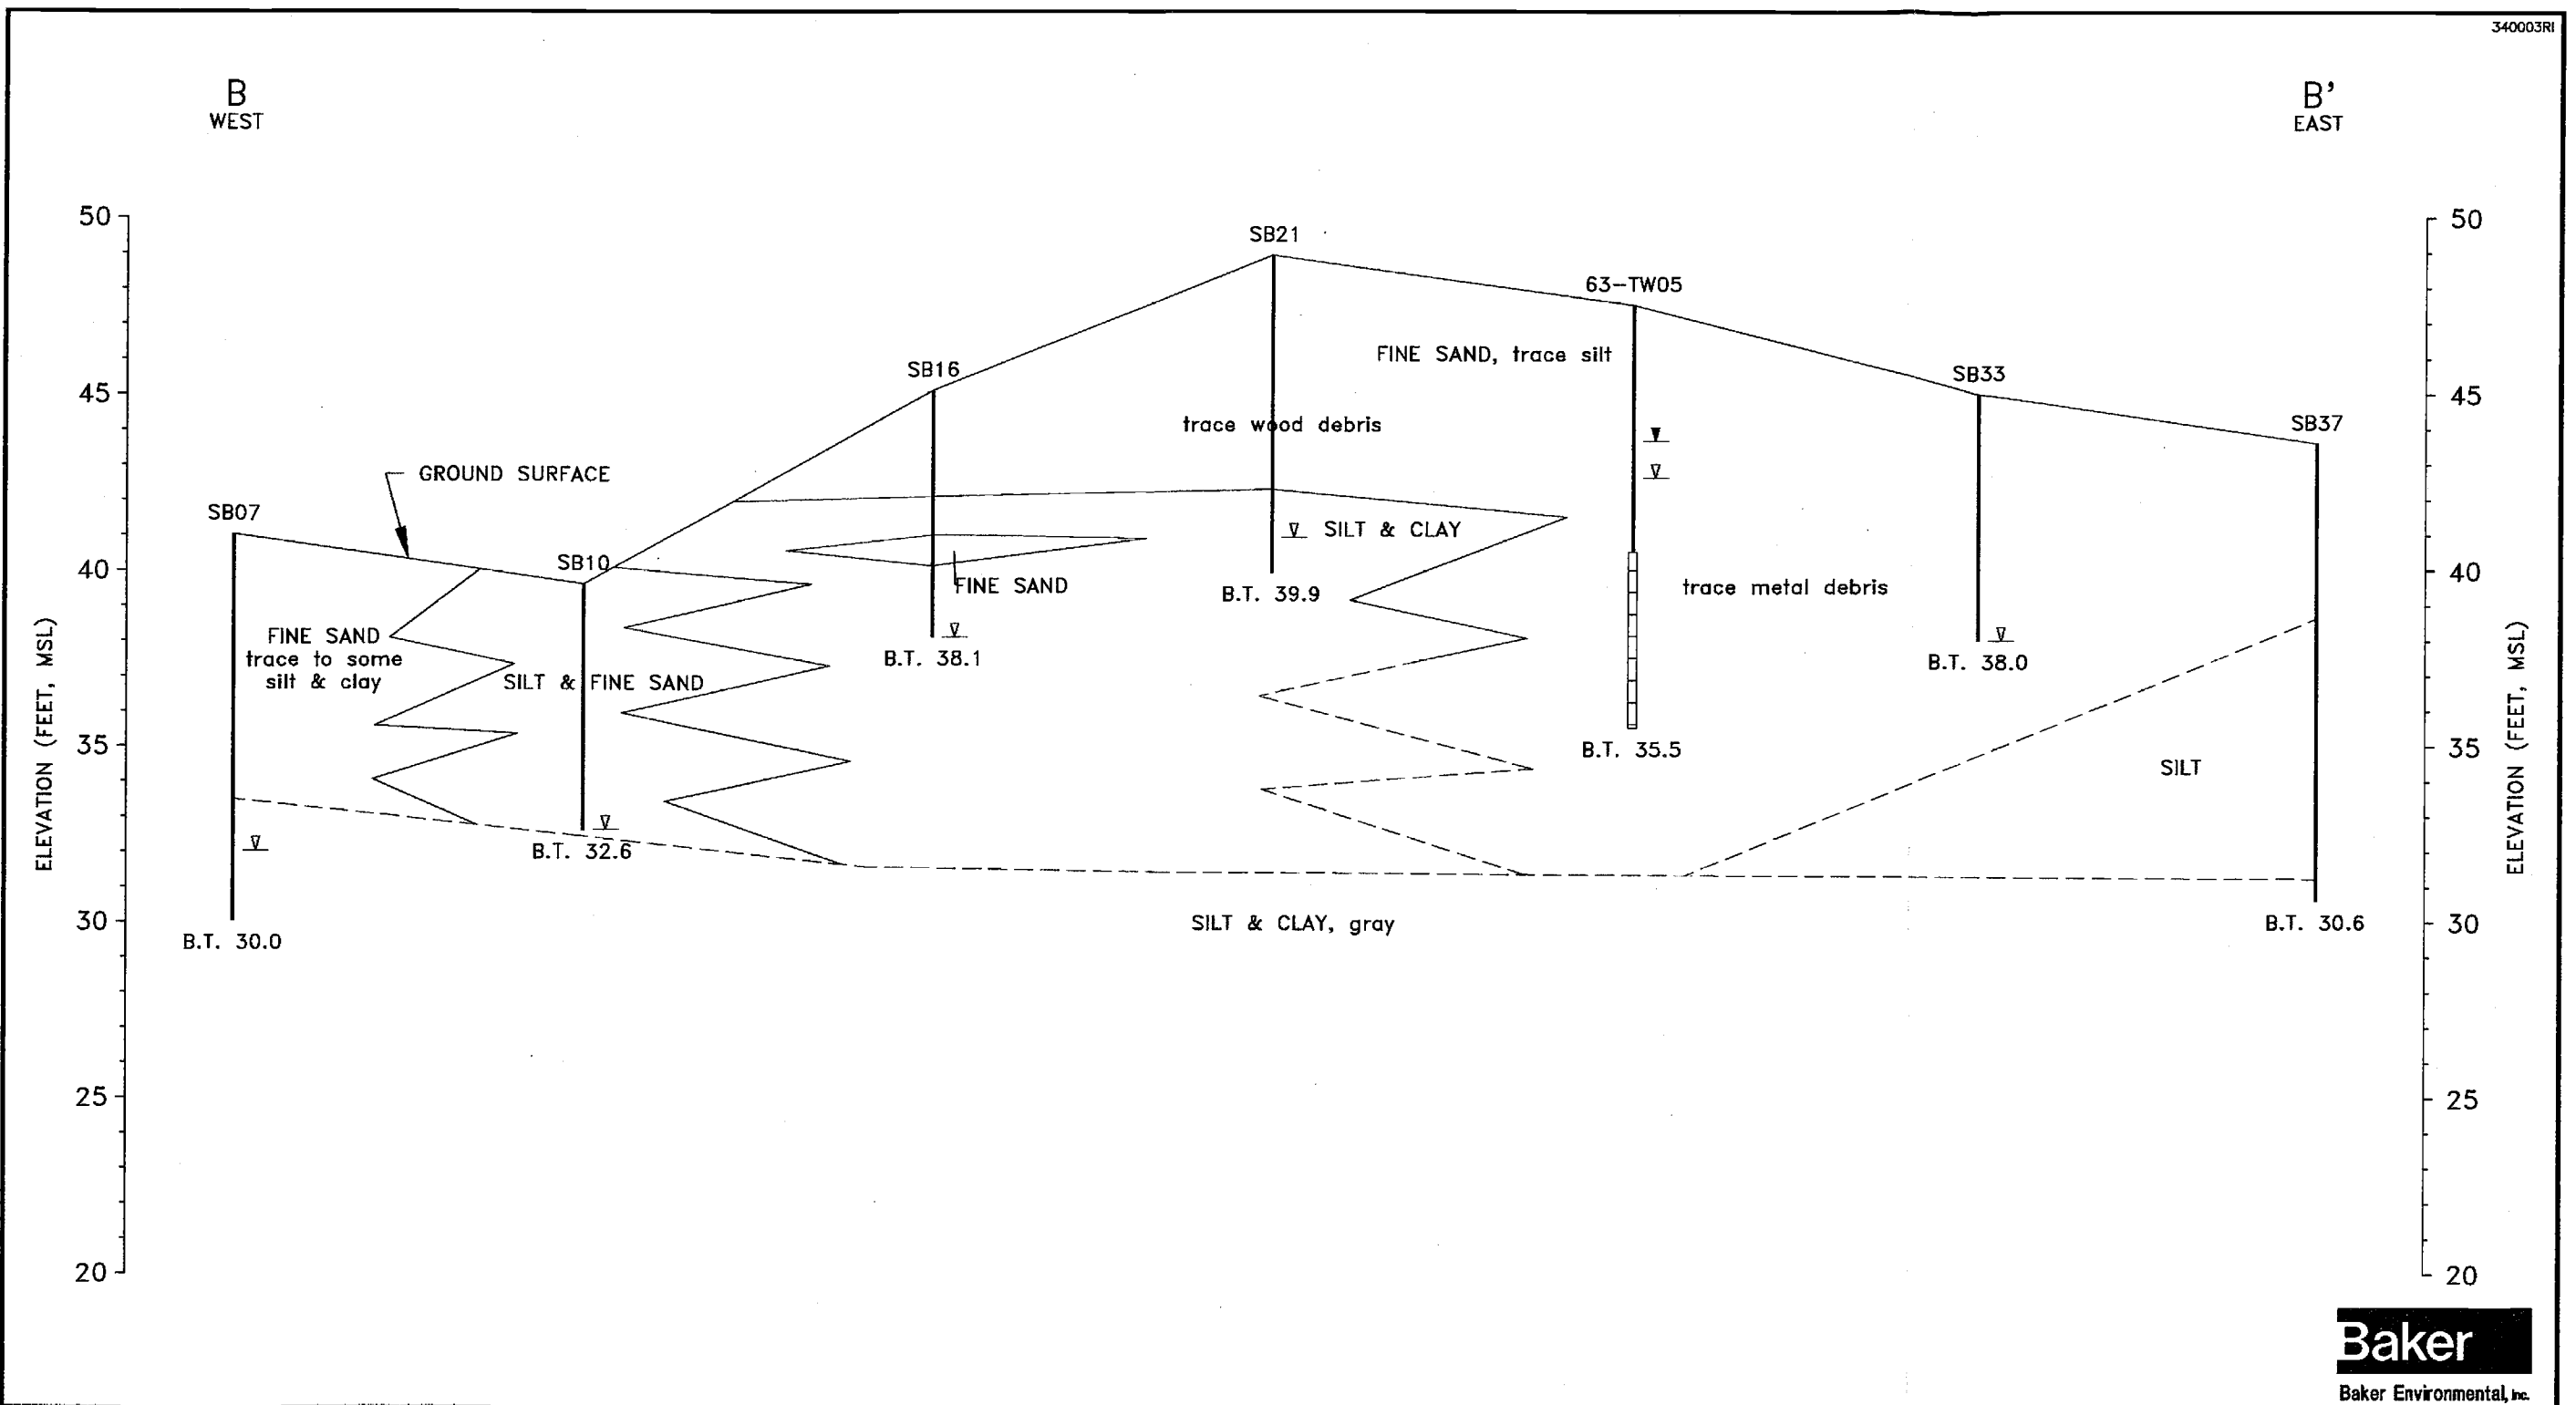 340003RI
B
WEST
B'
EAST
50
50
SB21
63-TW05
FINE SAND, trace silt
SB16
SB33
45
45
trace wood debris
SB37
GROUND SURFACE
SB07
SILT & CLAY
SB10
40
40
FINE SAND
trace metal debris
B.T. 39.9
FINE SAND
trace to some
silt & clay
B.T. 38.1
B.T. 38.0
SILT & FINE SAND
ELEVATION (FEET, MSL)
ELEVATION (FEET, MSL)
35
35
B.T. 35.5
SILT
B.T. 32.6
30
30
SILT & CLAY, gray
B.T. 30.0
B.T. 30.6
25
25
20
20
Baker
Baker Environmental, Inc.